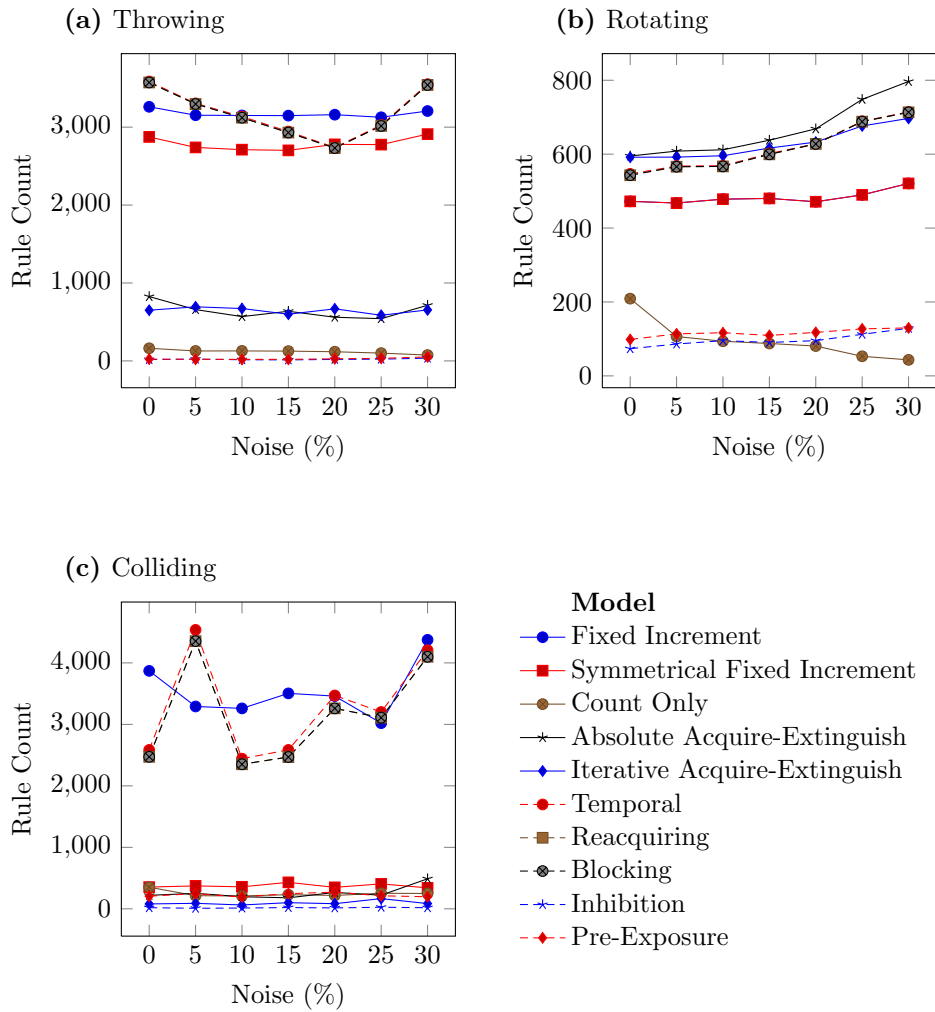 (a) Throwing
3,000
2,000
1,000
0
Rule Count
0 5 10 15 20 25 30
Noise (%)
(b) Rotating
800
600
400
200
0
Rule Count
0 5 10 15 20 25 30
Noise (%)
(c) Colliding
4,000
3,000
2,000
1,000
0
Rule Count
0 5 10 15 20 25 30
Noise (%)
Model
Fixed Increment
Symmetrical Fixed Increment
Count Only
Absolute Acquire-Extinguish
Iterative Acquire-Extinguish
Temporal
Reacquiring
Blocking
Inhibition
Pre-Exposure